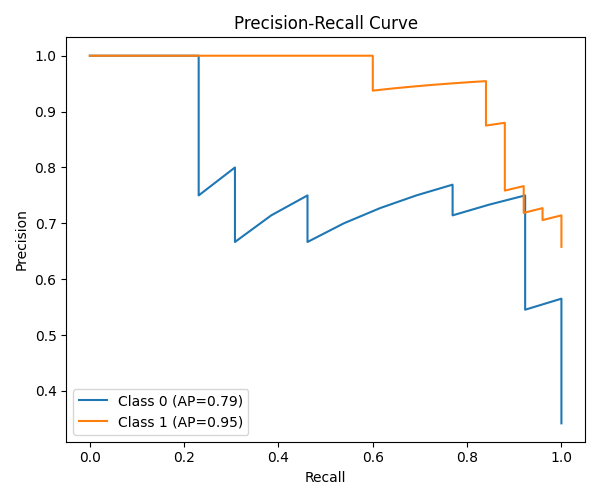 Precision-Recall Curve
Precision
1.0
0.9
0.8
0.7
0.6
0.5
0.4
Class 0 (AP=0.79)
Class 1 (AP=0.95)
0.0 0.2 0.4 0.6 0.8 1.0
Recall